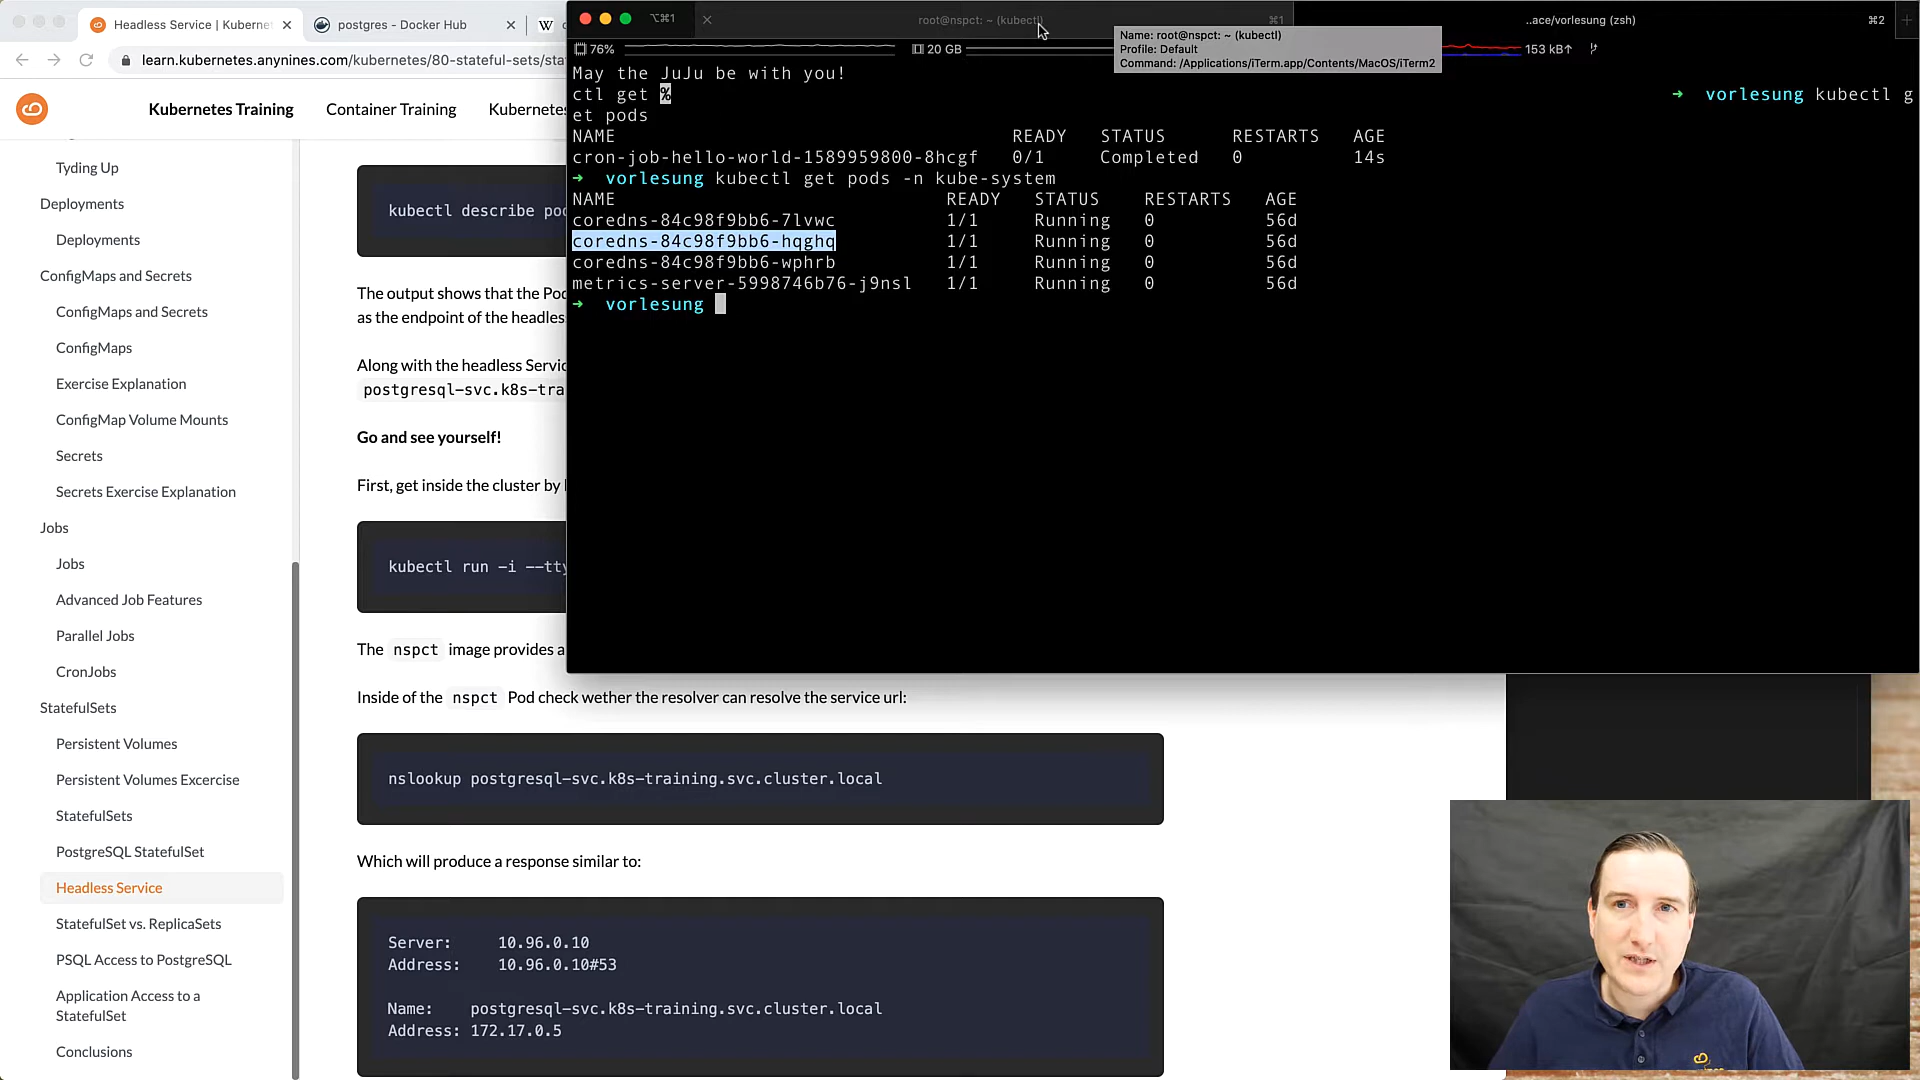 Headless Service | Kubernet
postgres - Docker Hub
W
learn.kubernetes.anynines.com/kubernetes/80-stateful-sets/sta
Kubernetes Training
Container Training
Kubernetes
Tyding Up
Deployments
Deployments
ConfigMaps and Secrets
ConfigMaps and Secrets
ConfigMaps
Exercise Explanation
ConfigMap Volume Mounts
Secrets
Secrets Exercise Explanation
Jobs
Jobs
Advanced Job Features
Parallel Jobs
CronJobs
StatefulSets
Persistent Volumes
Persistent Volumes Excercise
StatefulSets
PostgreSQL StatefulSet
Headless Service
StatefulSet vs. ReplicaSets
PSQL Access to PostgreSQL
Application Access to a
StatefulSet
Conclusions
kubectl describe pod
The output shows that the Pod
as the endpoint of the headles
Along with the headless Servic
postgresql-svc.k8s-tra
Go and see yourself!
First, get inside the cluster by
kubectl run -i --tty
The nspct image provides a
Inside of the nspct Pod check wether the resolver can resolve the service url:
nslookup postgresql-svc.k8s-training.svc.cluster.local
Which will produce a response similar to:
Server: 10.96.0.10
Address: 10.96.0.10#53
Name: postgresql-svc.k8s-training.svc.cluster.local
Address: 172.17.0.5
⌥⌘1
root@nspct: ~ (kubectl)
⌘1
..ace/vorlesung (zsh)
⌘2
76%
20 GB
153 kB↑
Name: root@nspct: ~ (kubectl)
Profile: Default
Command: /Applications/iTerm.app/Contents/MacOS/iTerm2
May the JuJu be with you!
ctl get %
➜ vorlesung kubectl g
et pods
NAME READY STATUS RESTARTS AGE
cron-job-hello-world-1589959800-8hcgf 0/1 Completed 0 14s
➜ vorlesung kubectl get pods -n kube-system
NAME READY STATUS RESTARTS AGE
coredns-84c98f9bb6-7lvwc 1/1 Running 0 56d
coredns-84c98f9bb6-hqghq 1/1 Running 0 56d
coredns-84c98f9bb6-wphrb 1/1 Running 0 56d
metrics-server-5998746b76-j9nsl 1/1 Running 0 56d
➜ vorlesung